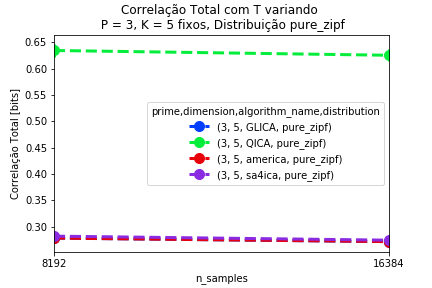 Correlação Total com T variando
P = 3, K = 5 fixos, Distribuição pure_zipf
Correlação Total [bits]
0.65
0.60
0.55
0.50
0.45
0.40
0.35
0.30
prime,dimension,algorithm_name,distribution
(3, 5, GLICA, pure_zipf)
(3, 5, QICA, pure_zipf)
(3, 5, america, pure_zipf)
(3, 5, sa4ica, pure_zipf)
8192
16384
n_samples